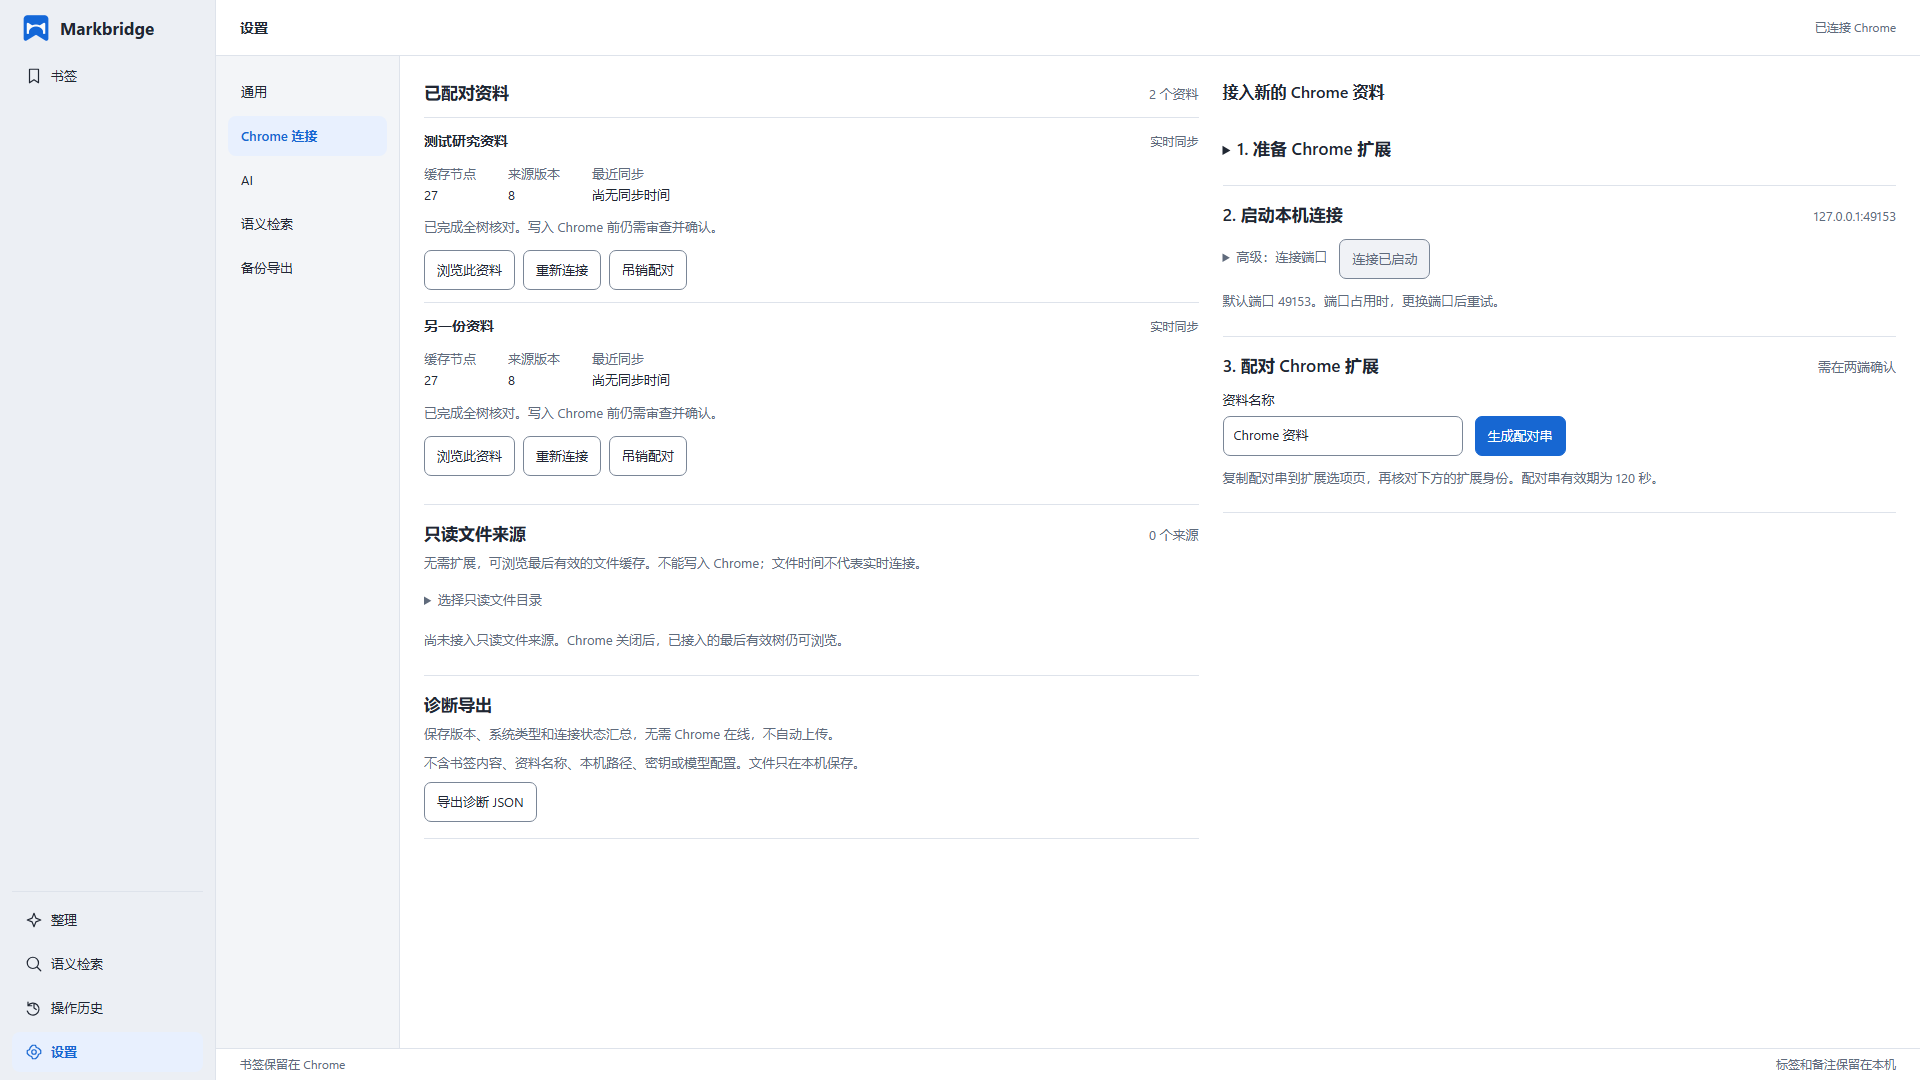 Markbridge
书签
整理
语义检索
操作历史
设置
设置
已连接 Chrome
通用
Chrome 连接
AI
语义检索
备份导出
已配对资料
2 个资料
测试研究资料
实时同步
缓存节点 来源版本 最近同步
27 8 尚无同步时间
已完成全树核对。写入 Chrome 前仍需审查并确认。
浏览此资料 重新连接 吊销配对
另一份资料
实时同步
缓存节点 来源版本 最近同步
27 8 尚无同步时间
已完成全树核对。写入 Chrome 前仍需审查并确认。
浏览此资料 重新连接 吊销配对
只读文件来源
0 个来源
无需扩展，可浏览最后有效的文件缓存。不能写入 Chrome；文件时间不代表实时连接。
选择只读文件目录
尚未接入只读文件来源。Chrome 关闭后，已接入的最后有效树仍可浏览。
诊断导出
保存版本、系统类型和连接状态汇总，无需 Chrome 在线，不自动上传。
不含书签内容、资料名称、本机路径、密钥或模型配置。文件只在本机保存。
导出诊断 JSON
接入新的 Chrome 资料
1. 准备 Chrome 扩展
2. 启动本机连接
127.0.0.1:49153
高级：连接端口 连接已启动
默认端口 49153。端口占用时，更换端口后重试。
3. 配对 Chrome 扩展
需在两端确认
资料名称
Chrome 资料 生成配对串
复制配对串到扩展选项页，再核对下方的扩展身份。配对串有效期为 120 秒。
书签保留在 Chrome
标签和备注保留在本机